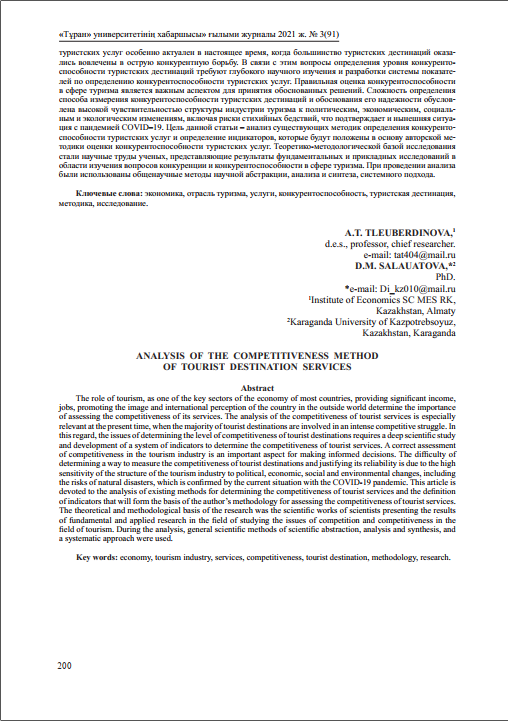 «Тұран» университетінің хабаршысы» ғылыми журналы 2021 ж. № 3(91)
туристских услуг особенно актуален в настоящее время, когда большинство туристских дестинаций оказа-
лись вовлечены в острую конкурентную борьбу. В связи с этим вопросы определения уровня конкуренто-
способности туристских дестинаций требуют глубокого научного изучения и разработки системы показате-
лей по определению конкурентоспособности туристских услуг. Правильная оценка конкурентоспособности
в сфере туризма является важным аспектом для принятия обоснованных решений. Сложность определения
способа измерения конкурентоспособности туристских дестинаций и обоснования его надежности обуслов-
лена высокой чувствительностью структуры индустрии туризма к политическим, экономическим, социаль-
ным и экологическим изменениям, включая риски стихийных бедствий, что подтверждает и нынешняя ситуа-
ция с пандемией COVID-19. Цель данной статьи – анализ существующих методик определения конкуренто-
способности туристских услуг и определение индикаторов, которые будут положены в основу авторской ме-
тодики оценки конкурентоспособности туристских услуг. Теоретико-методологической базой исследования
стали научные труды ученых, представляющие результаты фундаментальных и прикладных исследований в
области изучения вопросов конкуренции и конкурентоспособности в сфере туризма. При проведении анализа
были использованы общенаучные методы научной абстракции, анализа и синтеза, системного подхода.
Ключевые слова: экономика, отрасль туризма, услуги, конкурентоспособность, туристская дестинация,
методика, исследование.
A.T. TLEUBERDINOVA,¹
d.e.s., professor, chief researcher.
e-mail: tat404@mail.ru
D.M. SALAUATOVA,*²
PhD.
*e-mail: Di_kz010@mail.ru
¹Institute of Economics SC MES RK,
Kazakhstan, Almaty
²Karaganda University of Kazpotrebsoyuz,
Kazakhstan, Karaganda
ANALYSIS OF THE COMPETITIVENESS METHOD
OF TOURIST DESTINATION SERVICES
Abstract
The role of tourism, as one of the key sectors of the economy of most countries, providing significant income,
jobs, promoting the image and international perception of the country in the outside world determine the importance
of assessing the competitiveness of its services. The analysis of the competitiveness of tourist services is especially
relevant at the present time, when the majority of tourist destinations are involved in an intense competitive struggle. In
this regard, the issues of determining the level of competitiveness of tourist destinations requires a deep scientific study
and development of a system of indicators to determine the competitiveness of tourist services. A correct assessment
of competitiveness in the tourism industry is an important aspect for making informed decisions. The difficulty of
determining a way to measure the competitiveness of tourist destinations and justifying its reliability is due to the high
sensitivity of the structure of the tourism industry to political, economic, social and environmental changes, including
the risks of natural disasters, which is confirmed by the current situation with the COVID-19 pandemic. This article is
devoted to the analysis of existing methods for determining the competitiveness of tourist services and the definition
of indicators that will form the basis of the author's methodology for assessing the competitiveness of tourist services.
The theoretical and methodological basis of the research was the scientific works of scientists presenting the results
of fundamental and applied research in the field of studying the issues of competition and competitiveness in the
field of tourism. During the analysis, general scientific methods of scientific abstraction, analysis and synthesis, and
a systematic approach were used.
Key words: economy, tourism industry, services, competitiveness, tourist destination, methodology, research.
200